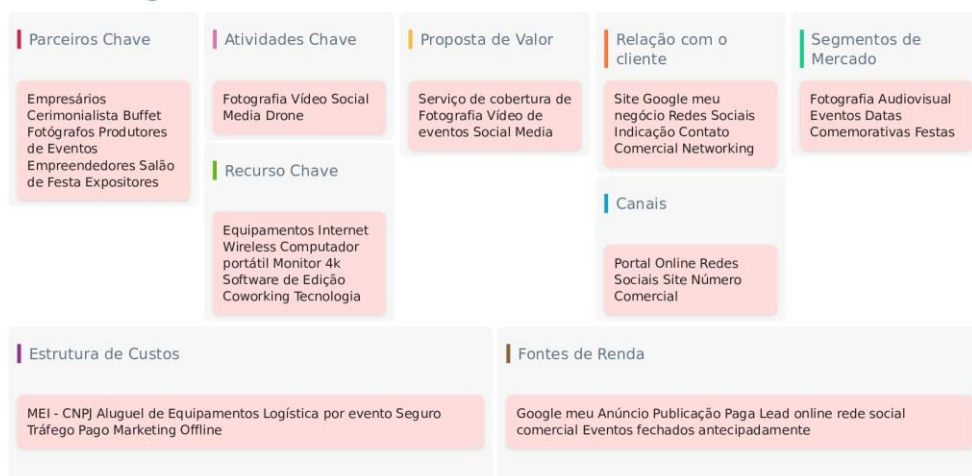 Parceiros Chave
Empresários
Cerimonialista Buffet
Fotógrafos Produtores
de Eventos
Empreendedores Salão
de Festa Expositores
Atividades Chave
Fotografia Vídeo Social
Media Drone
Recurso Chave
Equipamentos Internet
Wireless Computador
portátil Monitor 4k
Software de Edição
Coworking Tecnologia
Proposta de Valor
Serviço de cobertura de
Fotografia Vídeo de
eventos Social Media
Relação com o
cliente
Site Google meu
negócio Redes Sociais
Indicação Contato
Comercial Networking
Canais
Portal Online Redes
Sociais Site Número
Comercial
Segmentos de
Mercado
Fotografia Audiovisual
Eventos Datas
Comemorativas Festas
Estrutura de Custos
MEI - CNPJ Aluguel de Equipamentos Logística por evento Seguro
Tráfego Pago Marketing Offline
Fontes de Renda
Google meu Anúncio Publicação Paga Lead online rede social
comercial Eventos fechados antecipadamente